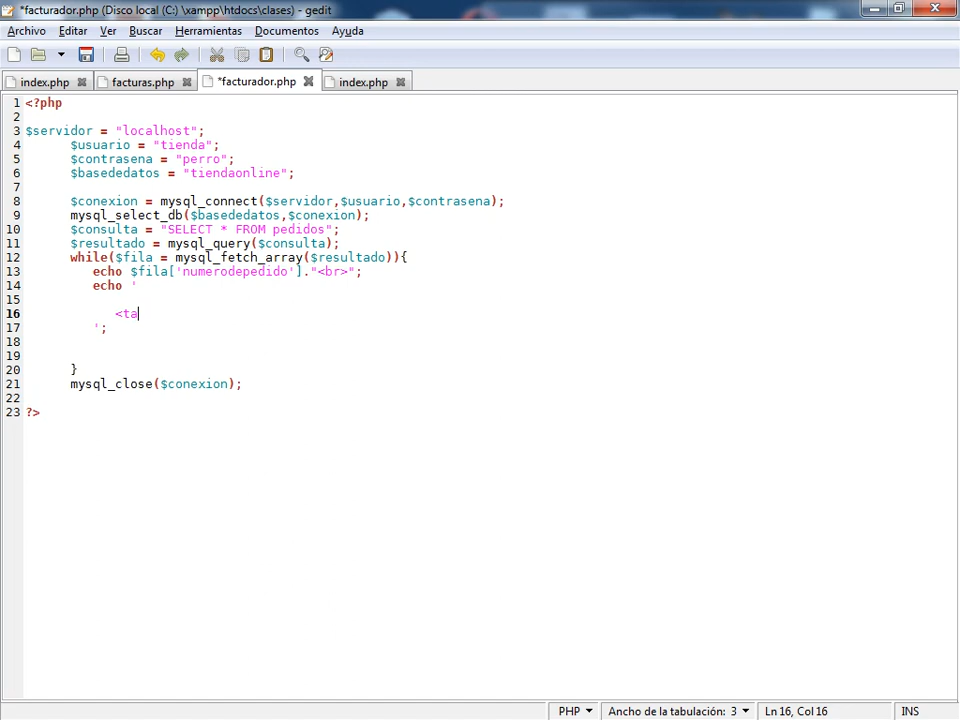 *facturador.php (Disco local (C:) \xampp\htdocs\clases) - gedit
Archivo Editar Ver Buscar Herramientas Documentos Ayuda
index.php facturas.php *facturador.php index.php
1 <?php
2
3 $servidor = "localhost";
4 $usuario = "tienda";
5 $contrasena = "perro";
6 $basededatos = "tiendaonline";
7
8 $conexion = mysql_connect($servidor,$usuario,$contrasena);
9 mysql_select_db($basededatos,$conexion);
10 $consulta = "SELECT * FROM pedidos";
11 $resultado = mysql_query($consulta);
12 while($fila = mysql_fetch_array($resultado)){
13 echo $fila['numerodepedido']."<br>";
14 echo '
15
16 <ta
17 ';
18
19
20 }
21 mysql_close($conexion);
22
23 ?>
PHP Ancho de la tabulación: 3 Ln 16, Col 16 INS